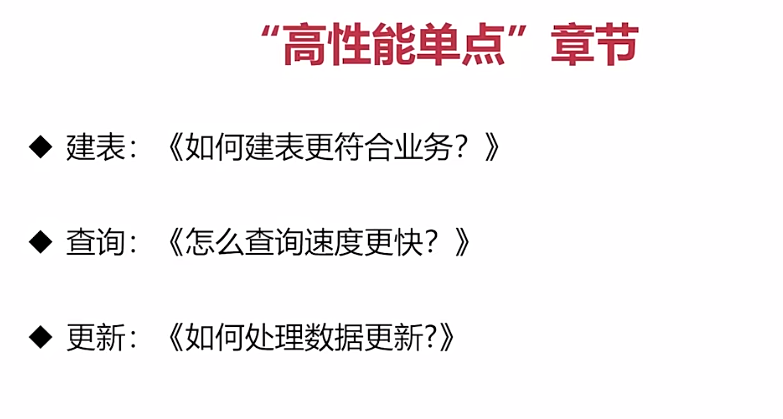 “高性能单点”章节
◆ 建表：《如何建表更符合业务？》
◆ 查询：《怎么查询速度更快？》
◆ 更新：《如何处理数据更新?》